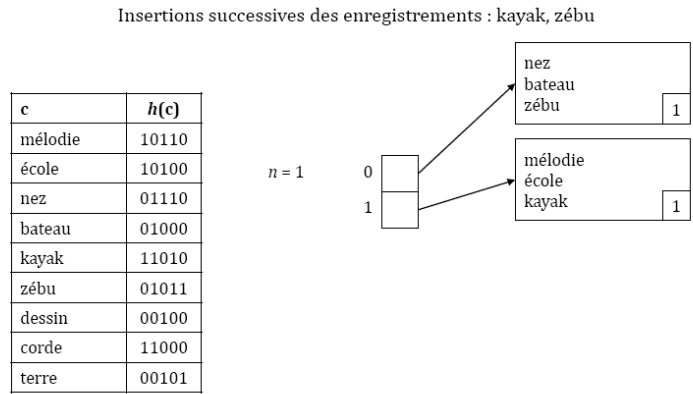 Insertions successives des enregistrements : kayak, zébu
c h(c)
mélodie 10110
école 10100
nez 01110
bateau 01000
kayak 11010
zébu 01011
dessin 00100
corde 11000
terre 00101
n = 1
0
1
nez
bateau
zébu
1
mélodie
école
kayak
1